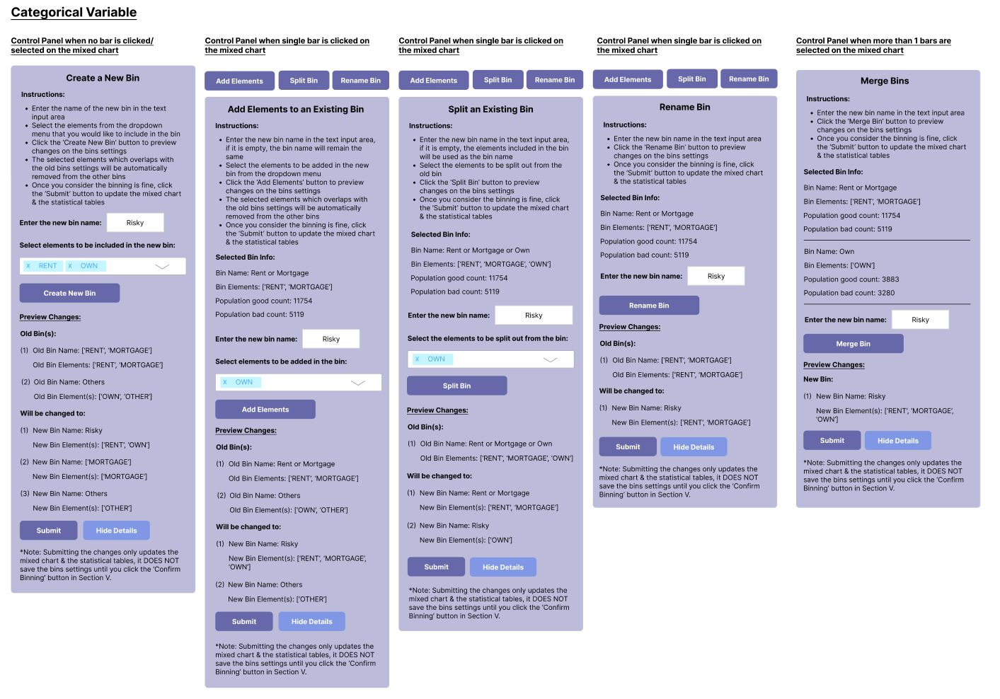 Categorical Variable
Control Panel when no bar is clicked/
selected on the mixed chart
Create a New Bin
Instructions:
• Enter the name of the new bin in the text
input area
• Select the elements from the dropdown
menu that you would like to include in the bin
• Click the ‘Create New Bin’ button to preview
changes on the bins settings
• The selected elements which overlaps with
the old bins settings will be automatically
removed from the other bins
• Once you consider the binning is fine, click
the ‘Submit’ button to update the mixed chart
& the statistical tables
Enter the new bin name: Risky
Select elements to be included in the new bin:
x RENT x OWN
Create New Bin
Preview Changes:
Old Bin(s):
(1) Old Bin Name: [‘RENT’, ‘MORTGAGE’]
Old Bin Elements: [‘RENT’, ‘MORTGAGE’]
(2) Old Bin Name: Others
Old Bin Element(s): [‘OWN’, ‘OTHER’]
Will be changed to:
(1) New Bin Name: Risky
New Bin Element(s): [‘RENT’, ‘OWN’]
(2) New Bin Name: [‘MORTGAGE’]
New Bin Element(s): [‘MORTGAGE’]
(3) New Bin Name: Others
New Bin Element(s): [‘OTHER’]
Submit Hide Details
*Note: Submitting the changes only updates the
mixed chart & the statistical tables, it DOES NOT
save the bins settings until you click the ‘Confirm
Binning’ button in Section V.
Control Panel when single bar is clicked on
the mixed chart
Add Elements Split Bin Rename Bin
Add Elements to an Existing Bin
Instructions:
• Enter the new bin name in the text input area,
if it is empty, the bin name will remain the
same
• Select the elements to be added in the new
bin from the dropdown menu
• Click the ‘Add Elements’ button to preview
changes on the bins settings
• The selected elements which overlaps with
the old bins settings will be automatically
removed from the other bins
• Once you consider the binning is fine, click
the ‘Submit’ button to update the mixed chart
& the statistical tables
Selected Bin Info:
Bin Name: Rent or Mortgage
Bin Elements: [‘RENT’, ‘MORTGAGE’]
Population good count: 11754
Population bad count: 5119
Enter the new bin name: Risky
Select elements to be added in the bin:
x OWN
Add Elements
Preview Changes:
Old Bin(s):
(1) Old Bin Name: Rent or Mortgage
Old Bin Elements: [‘RENT’, ‘MORTGAGE’]
(2) Old Bin Name: Others
Old Bin Element(s): [‘OWN’, ‘OTHER’]
Will be changed to:
(1) New Bin Name: Risky
New Bin Element(s): [‘RENT’, ‘MORTGAGE’,
‘OWN’]
(2) New Bin Name: Others
New Bin Element(s): [‘OTHER’]
Submit Hide Details
*Note: Submitting the changes only updates the
mixed chart & the statistical tables, it DOES NOT
save the bins settings until you click the ‘Confirm
Binning’ button in Section V.
Control Panel when single bar is clicked on
the mixed chart
Add Elements Split Bin Rename Bin
Split an Existing Bin
Instructions:
• Enter the new bin name in the text input area,
if it is empty, the elements included in the bin
will be used as the bin name
• Select the elements to be split out from the
old bin
• Click the ‘Split Bin’ button to preview
changes on the bins settings
• Once you consider the binning is fine, click
the ‘Submit’ button to update the mixed chart
& the statistical tables
Selected Bin Info:
Bin Name: Rent or Mortgage or Own
Bin Elements: [‘RENT’, ‘MORTGAGE’, ‘OWN’]
Population good count: 11754
Population bad count: 5119
Enter the new bin name: Risky
Select the elements to be split out from the bin:
x OWN
Split Bin
Preview Changes:
Old Bin(s):
(1) Old Bin Name: Rent or Mortgage or Own
Old Bin Elements: [‘RENT’, ‘MORTGAGE’, ‘OWN’]
Will be changed to:
(1) New Bin Name: Rent or Mortgage
New Bin Element(s): [‘RENT’, ‘MORTGAGE’]
(2) New Bin Name: Risky
New Bin Element(s): [‘OWN’]
Submit Hide Details
*Note: Submitting the changes only updates the
mixed chart & the statistical tables, it DOES NOT
save the bins settings until you click the ‘Confirm
Binning’ button in Section V.
Control Panel when single bar is clicked on
the mixed chart
Add Elements Split Bin Rename Bin
Rename Bin
Instructions:
• Enter the new bin name in the text input area
• Click the ‘Rename Bin’ button to preview
changes on the bins settings
• Once you consider the binning is fine, click
the ‘Submit’ button to update the mixed chart
& the statistical tables
Selected Bin Info:
Bin Name: Rent or Mortgage
Bin Elements: [‘RENT’, ‘MORTGAGE’]
Population good count: 11754
Population bad count: 5119
Enter the new bin name: Risky
Rename Bin
Preview Changes:
Old Bin(s):
(1) Old Bin Name: [‘RENT’, ‘MORTGAGE’]
Old Bin Elements: [‘RENT’, ‘MORTGAGE’]
Will be changed to:
(1) New Bin Name: Risky
New Bin Element(s): [‘RENT’, ‘MORTGAGE’]
Submit Hide Details
*Note: Submitting the changes only updates the
mixed chart & the statistical tables, it DOES NOT
save the bins settings until you click the ‘Confirm
Binning’ button in Section V.
Control Panel when more than 1 bars are
selected on the mixed chart
Merge Bins
Instructions:
• Enter the new bin name in the text input area
• Click the ‘Merge Bin’ button to preview
changes on the bins settings
• Once you consider the binning is fine, click
the ‘Submit’ button to update the mixed chart
& the statistical tables
Selected Bin Info:
Bin Name: Rent or Mortgage
Bin Elements: [‘RENT’, ‘MORTGAGE’]
Population good count: 11754
Population bad count: 5119
Bin Name: Own
Bin Elements: [‘OWN’]
Population good count: 3883
Population bad count: 3280
Enter the new bin name: Risky
Merge Bin
Preview Changes:
New Bin:
(1) New Bin Name: Risky
New Bin Element(s): [‘RENT’, ‘MORTGAGE’,
‘OWN’]
Submit Hide Details
*Note: Submitting the changes only updates the
mixed chart & the statistical tables, it DOES NOT
save the bins settings until you click the ‘Confirm
Binning’ button in Section V.